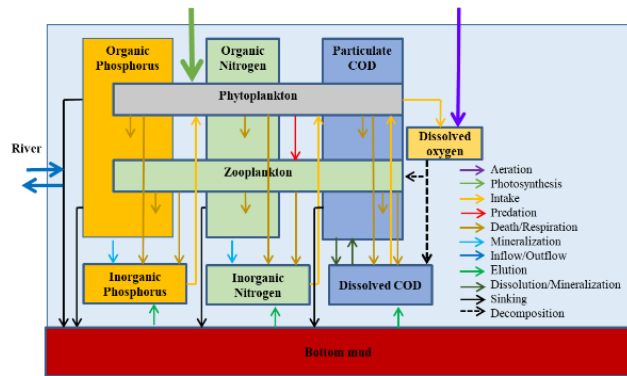 Organic
Phosphorus
Organic
Nitrogen
Particulate
COD
Phytoplankton
Dissolved
oxygen
River
Zooplankton
Inorganic
Phosphorus
Inorganic
Nitrogen
Dissolved COD
Bottom mud
Aeration
Photosynthesis
Intake
Predation
Death/Respiration
Mineralization
Inflow/Outflow
Elution
Dissolution/Mineralization
Sinking
Decomposition